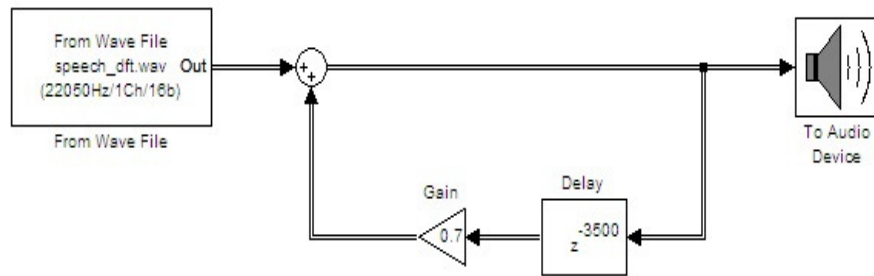 From Wave File
speech_dft.wav
(22050Hz/1Ch/16b)
Out
From Wave File
+
+
To Audio
Device
Gain
0.7
Delay
z^-3500